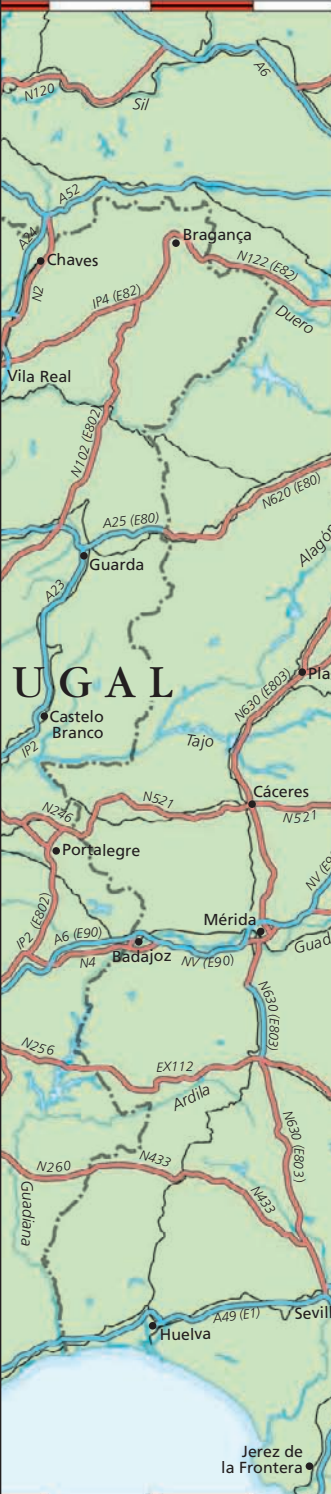 N120
Sil
A6
A52
A24
Bragança
Chaves
N122 (E82)
N2
IP4 (E82)
Duero
Vila Real
N102 (E802)
N620 (E80)
A25 (E80)
Guarda
A23
UGAL
N630 (E803)
Castelo
Branco
Tajo
IP2
Cáceres
N521
N521
N246
Portalegre
Mérida
IP2 (E802)
A6 (E90)
Badajoz
N4
NV (E90)
N630 (E803)
N256
EX112
Ardila
N630 (E803)
N433
N260
N433
Guadiana
A49 (E1)
Huelva
Jerez de
la Frontera